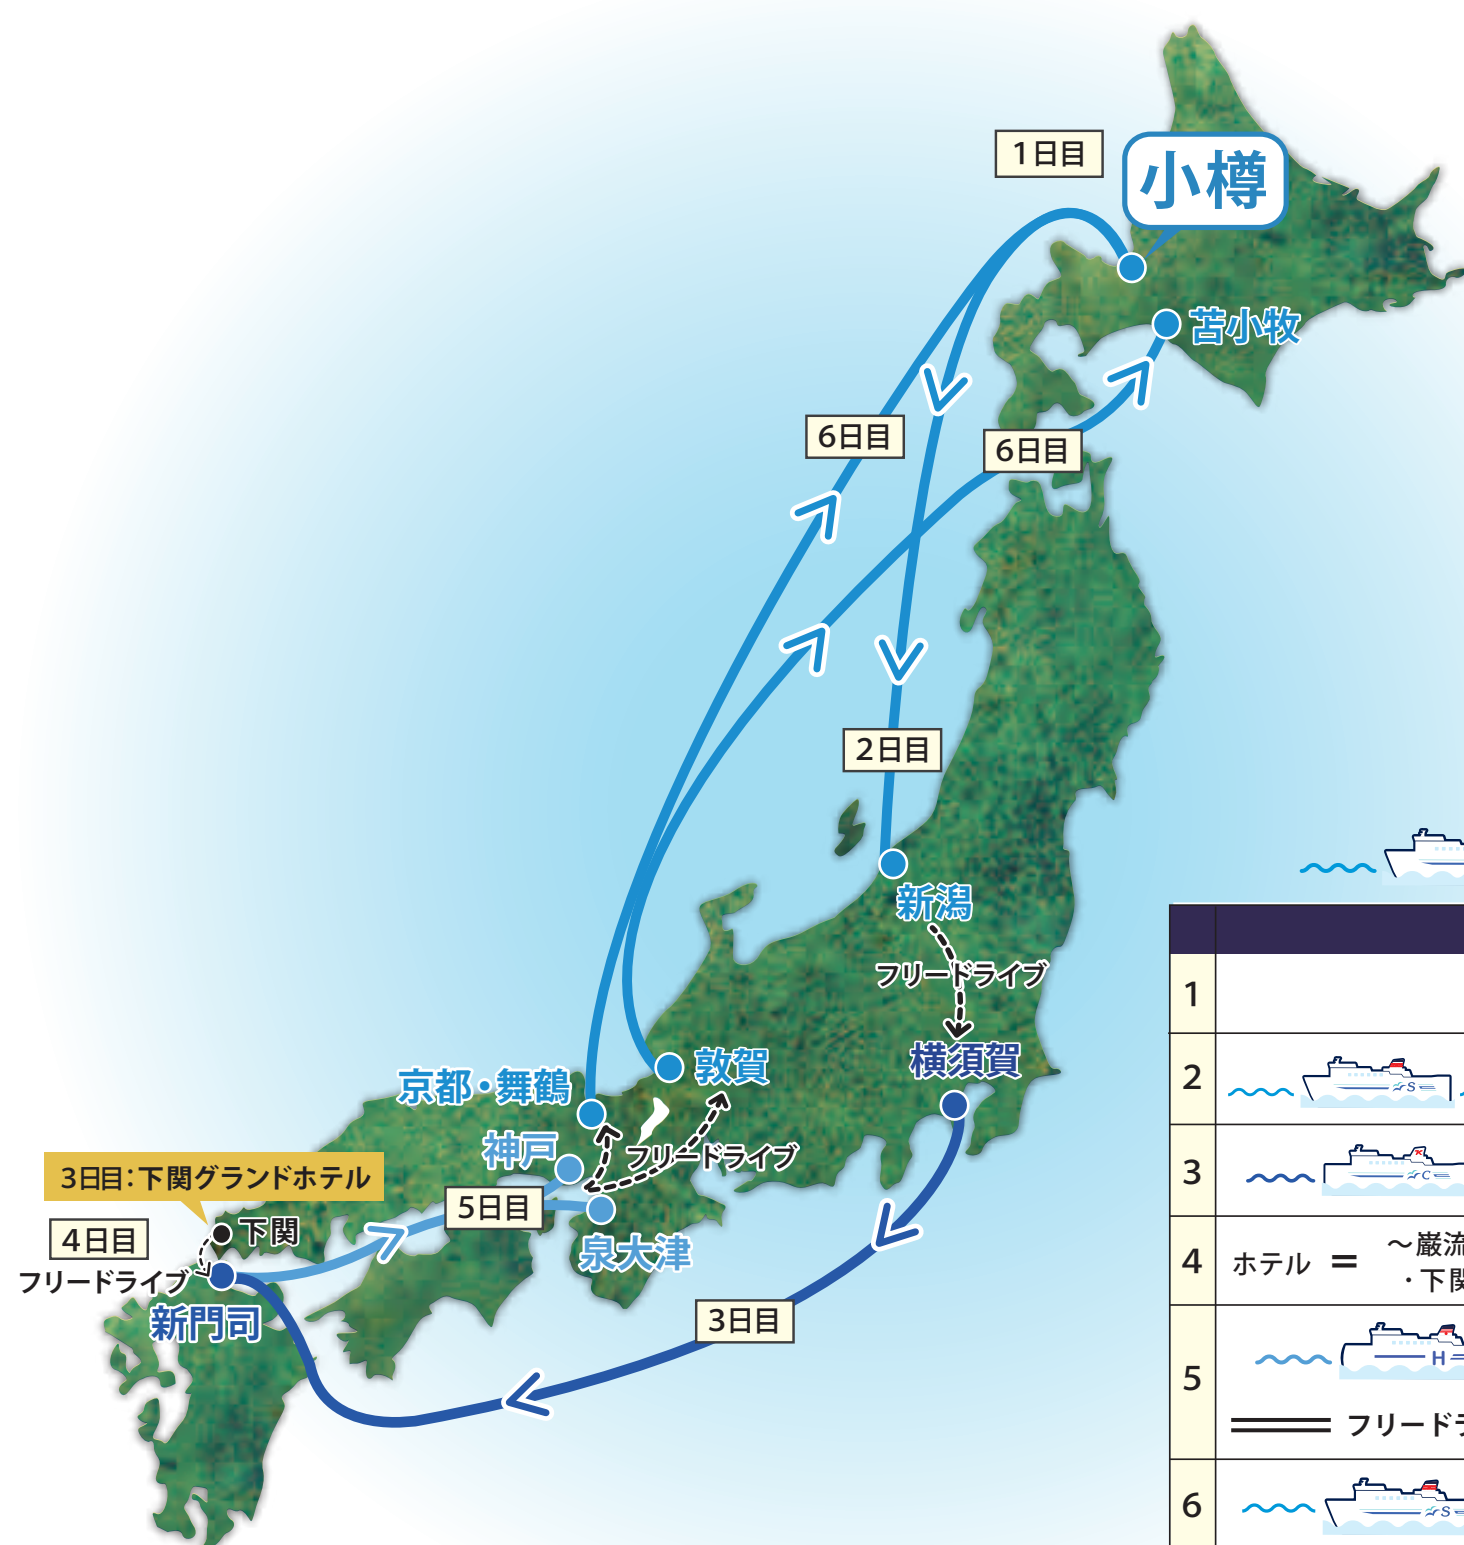 1日目
小樽
苫小牧
6日目
6日目
2日目
新潟
フリードライブ
横須賀
敦賀
京都・舞鶴
神戸
フリードライブ
3日目：下関グランドホテル
5日目
4日目
下関
泉大津
フリードライブ
新門司
3日目
1
2
S
3
C
4
ホテル =
～巌流
・下関
5
H
フリードラ
6
S